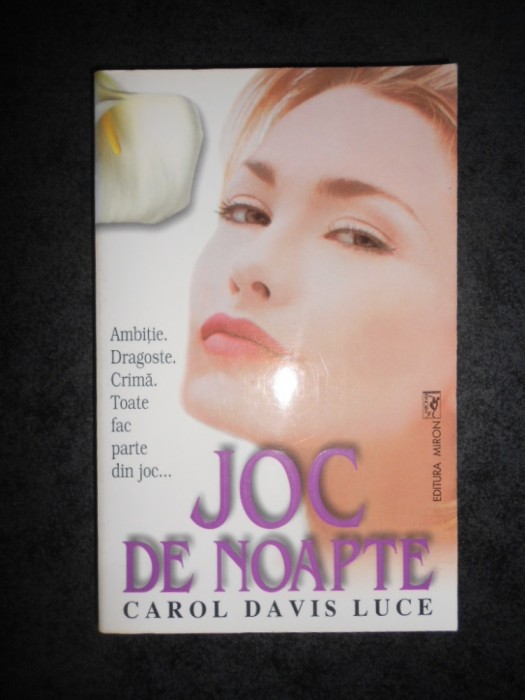 Ambiție.
Dragoste.
Crimă.
Toate
fac
parte
din joc...
EDITURA MIRON
JOC
DE NOAPTE
CAROL DAVIS LUCE